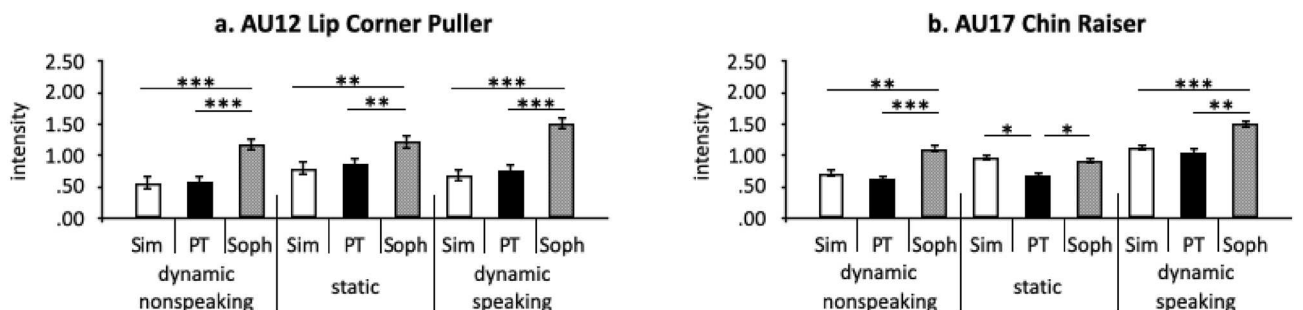 a. AU12 Lip Corner Puller
intensity
2.50
2.00
1.50
1.00
.50
.00
***
***
**
**
***
***
Sim PT Soph Sim PT Soph Sim PT Soph
dynamic nonspeaking
static
dynamic speaking
b. AU17 Chin Raiser
intensity
2.50
2.00
1.50
1.00
.50
.00
**
***
*
*
***
**
Sim PT Soph Sim PT Soph Sim PT Soph
dynamic nonspeaking
static
dynamic speaking